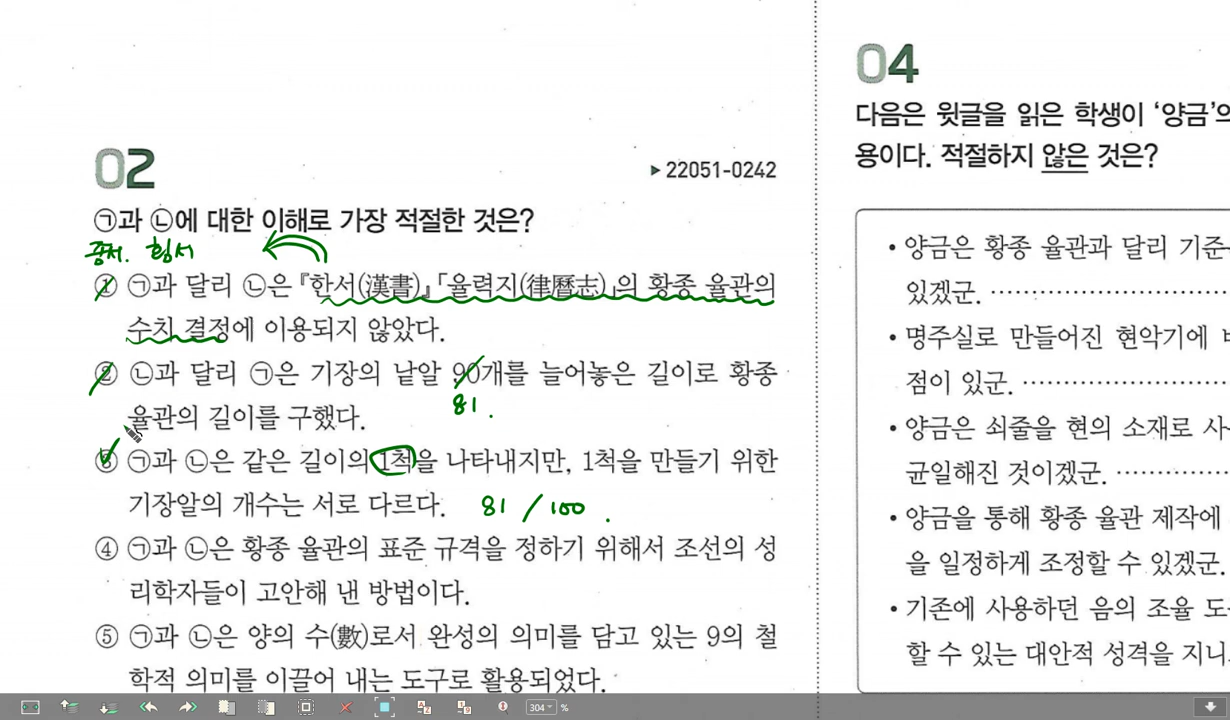 02
▶22051-0242
㉠과 ㉡에 대한 이해로 가장 적절한 것은?
종서. 횡서
① ㉠과 달리 ㉡은 『한서(漢書)』「율력지(律曆志)」의 황종 율관의
수치 결정에 이용되지 않았다.
② ㉡과 달리 ㉠은 기장의 낱알 90개를 늘어놓은 길이로 황종
81.
율관의 길이를 구했다.
③ ㉠과 ㉡은 같은 길이의 1척을 나타내지만, 1척을 만들기 위한
기장알의 개수는 서로 다르다. 81 / 100.
④ ㉠과 ㉡은 황종 율관의 표준 규격을 정하기 위해서 조선의 성
리학자들이 고안해 낸 방법이다.
⑤ ㉠과 ㉡은 양의 수(數)로서 완성의 의미를 담고 있는 9의 철
학적 의미를 이끌어 내는 도구로 활용되었다.
04
다음은 윗글을 읽은 학생이 ‘양금’의
용이다. 적절하지 않은 것은?
• 양금은 황종 율관과 달리 기준
있겠군.
• 명주실로 만들어진 현악기에
점이 있군.
• 양금은 쇠줄을 현의 소재로 사
균일해진 것이겠군.
• 양금을 통해 황종 율관 제작에
을 일정하게 조정할 수 있겠군.
• 기존에 사용하던 음의 조율 도
할 수 있는 대안적 성격을 지니
304 %